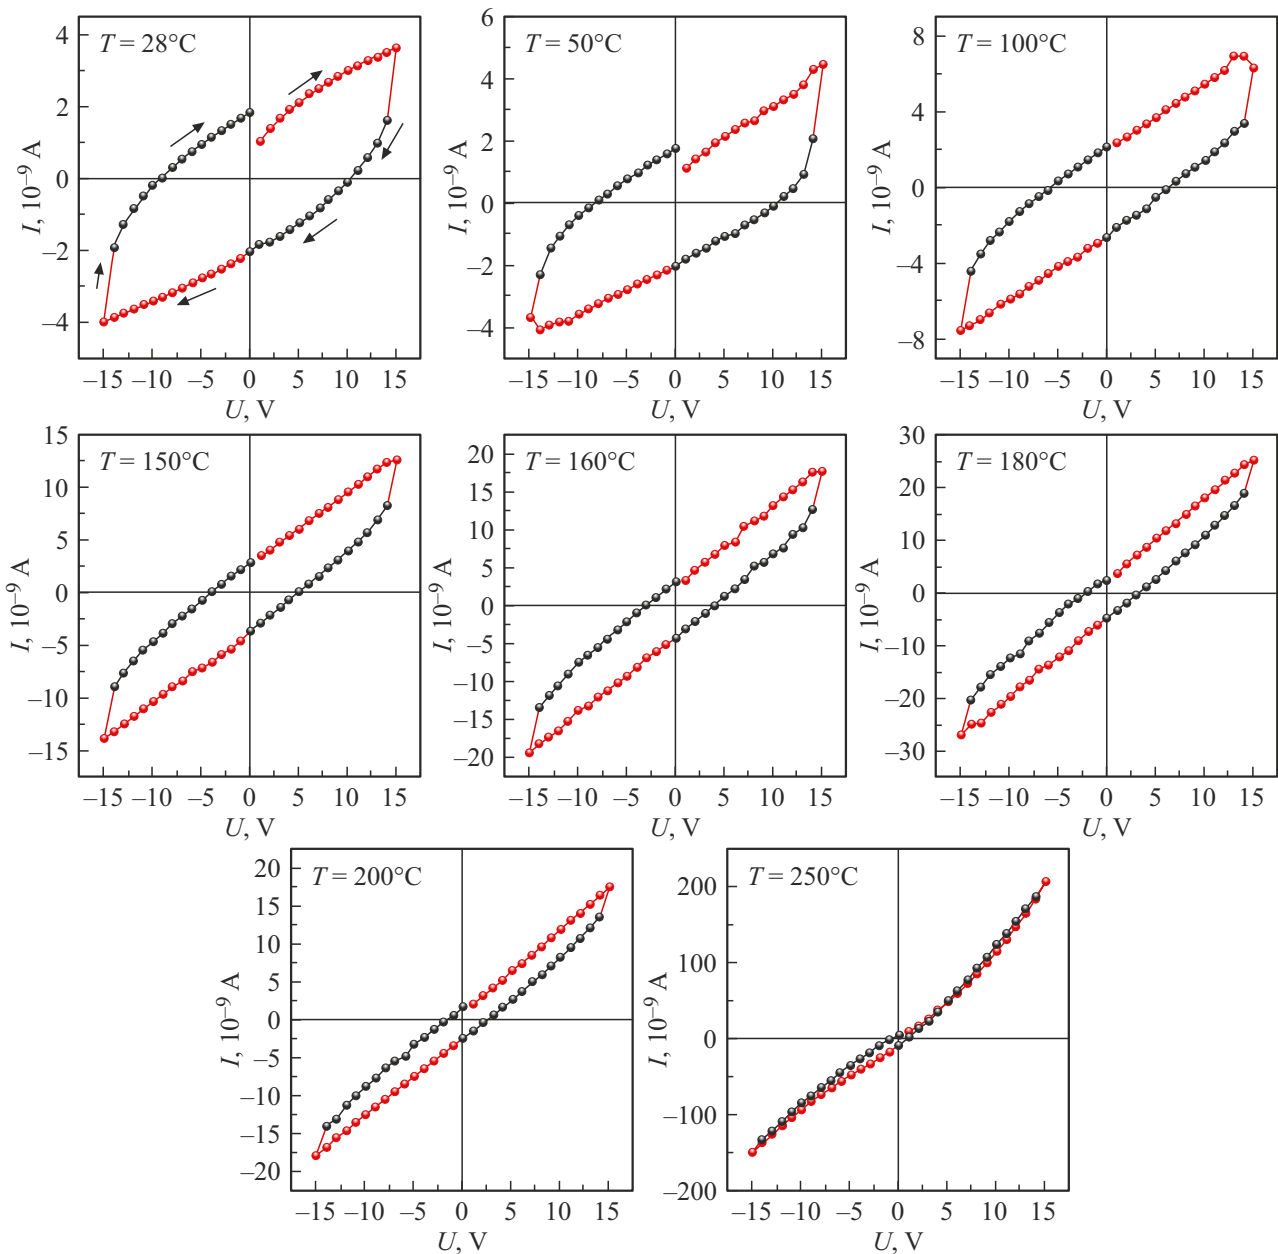 T = 28°C
4
2
0
–2
–4
I, 10–9 A
–15 –10 –5 0 5 10 15
U, V
T = 50°C
6
4
2
0
–2
–4
I, 10–9 A
–15 –10 –5 0 5 10 15
U, V
T = 100°C
8
4
0
–4
–8
I, 10–9 A
–15 –10 –5 0 5 10 15
U, V
T = 150°C
15
10
5
0
–5
–10
–15
I, 10–9 A
–15 –10 –5 0 5 10 15
U, V
T = 160°C
20
15
10
5
0
–5
–10
–15
–20
I, 10–9 A
–15 –10 –5 0 5 10 15
U, V
T = 180°C
30
20
10
0
–10
–20
–30
I, 10–9 A
–15 –10 –5 0 5 10 15
U, V
T = 200°C
20
15
10
5
0
–5
–10
–15
–20
I, 10–9 A
–15 –10 –5 0 5 10 15
U, V
T = 250°C
200
100
0
–100
–200
I, 10–9 A
–15 –10 –5 0 5 10 15
U, V